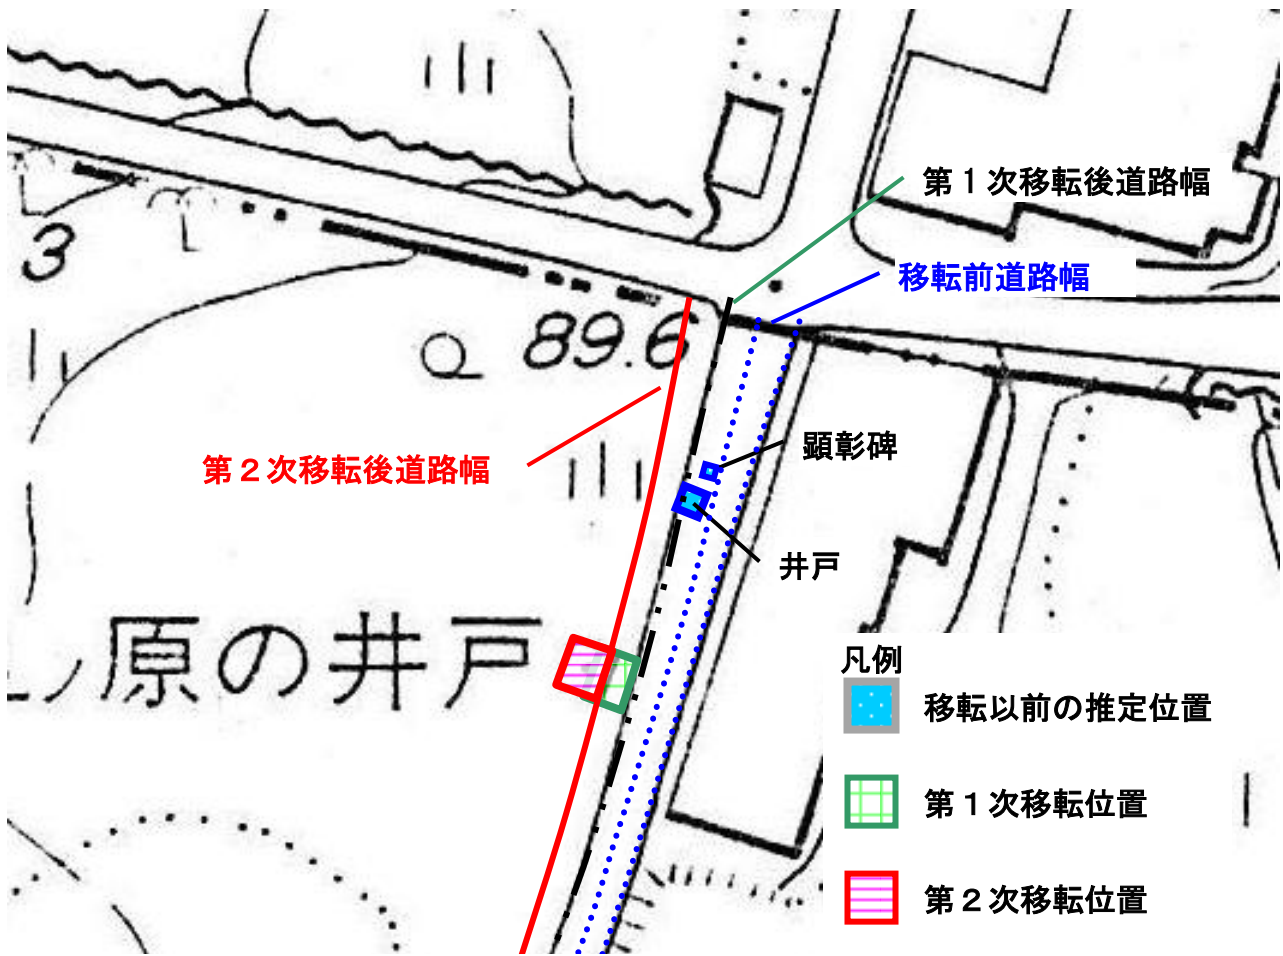 第１次移転後道路幅
3
移転前道路幅
89.6
顕彰碑
第２次移転後道路幅
井戸
原の井戸
凡例
移転以前の推定位置
第１次移転位置
第２次移転位置